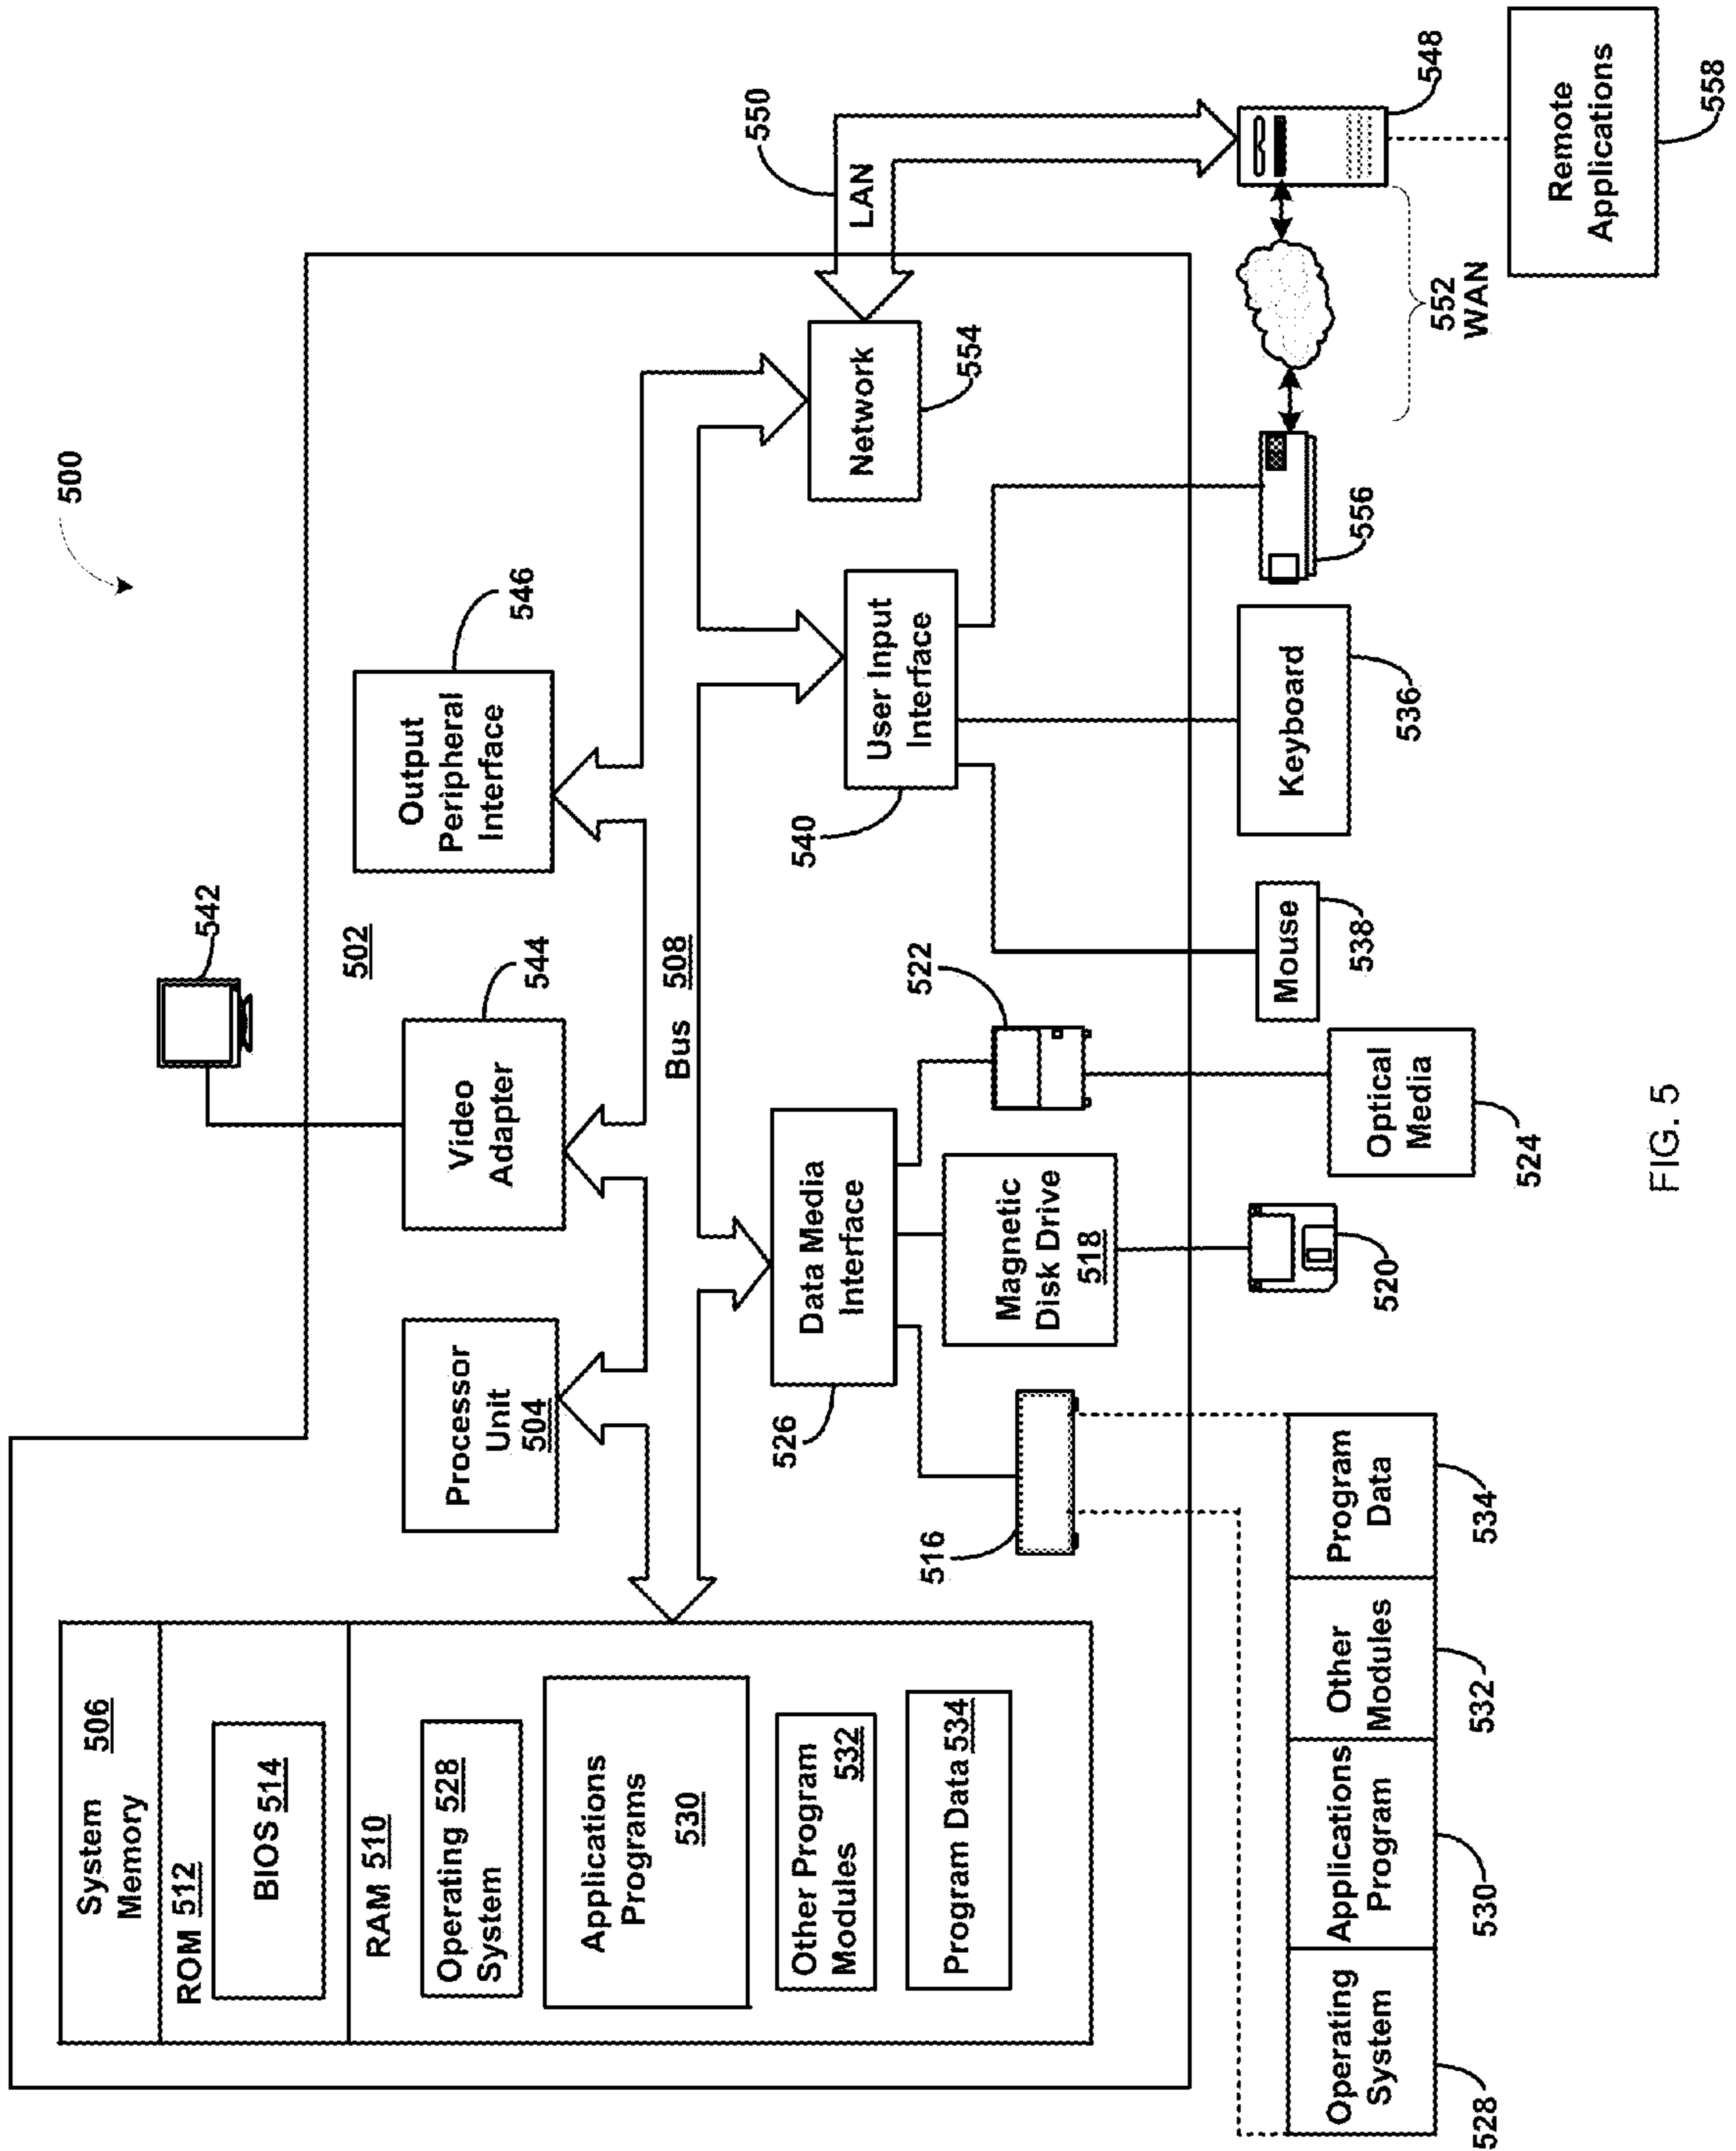 500
542
502
System
Memory
506
ROM 512
BIOS 514
RAM 510
Operating 528
System
Applications
Programs
530
Other Program
Modules 532
Program Data 534
Processor
Unit
504
Video
Adapter
544
Output
Peripheral
Interface
546
Bus 508
Data Media
Interface
526
User Input
Interface
540
Network
554
LAN
550
516
Magnetic
Disk Drive
518
522
520
Optical
Media
524
Mouse
538
Keyboard
536
556
552
WAN
548
Remote
Applications
558
Operating
System
528
Applications
Program
530
Other
Modules
532
Program
Data
534
FIG. 5